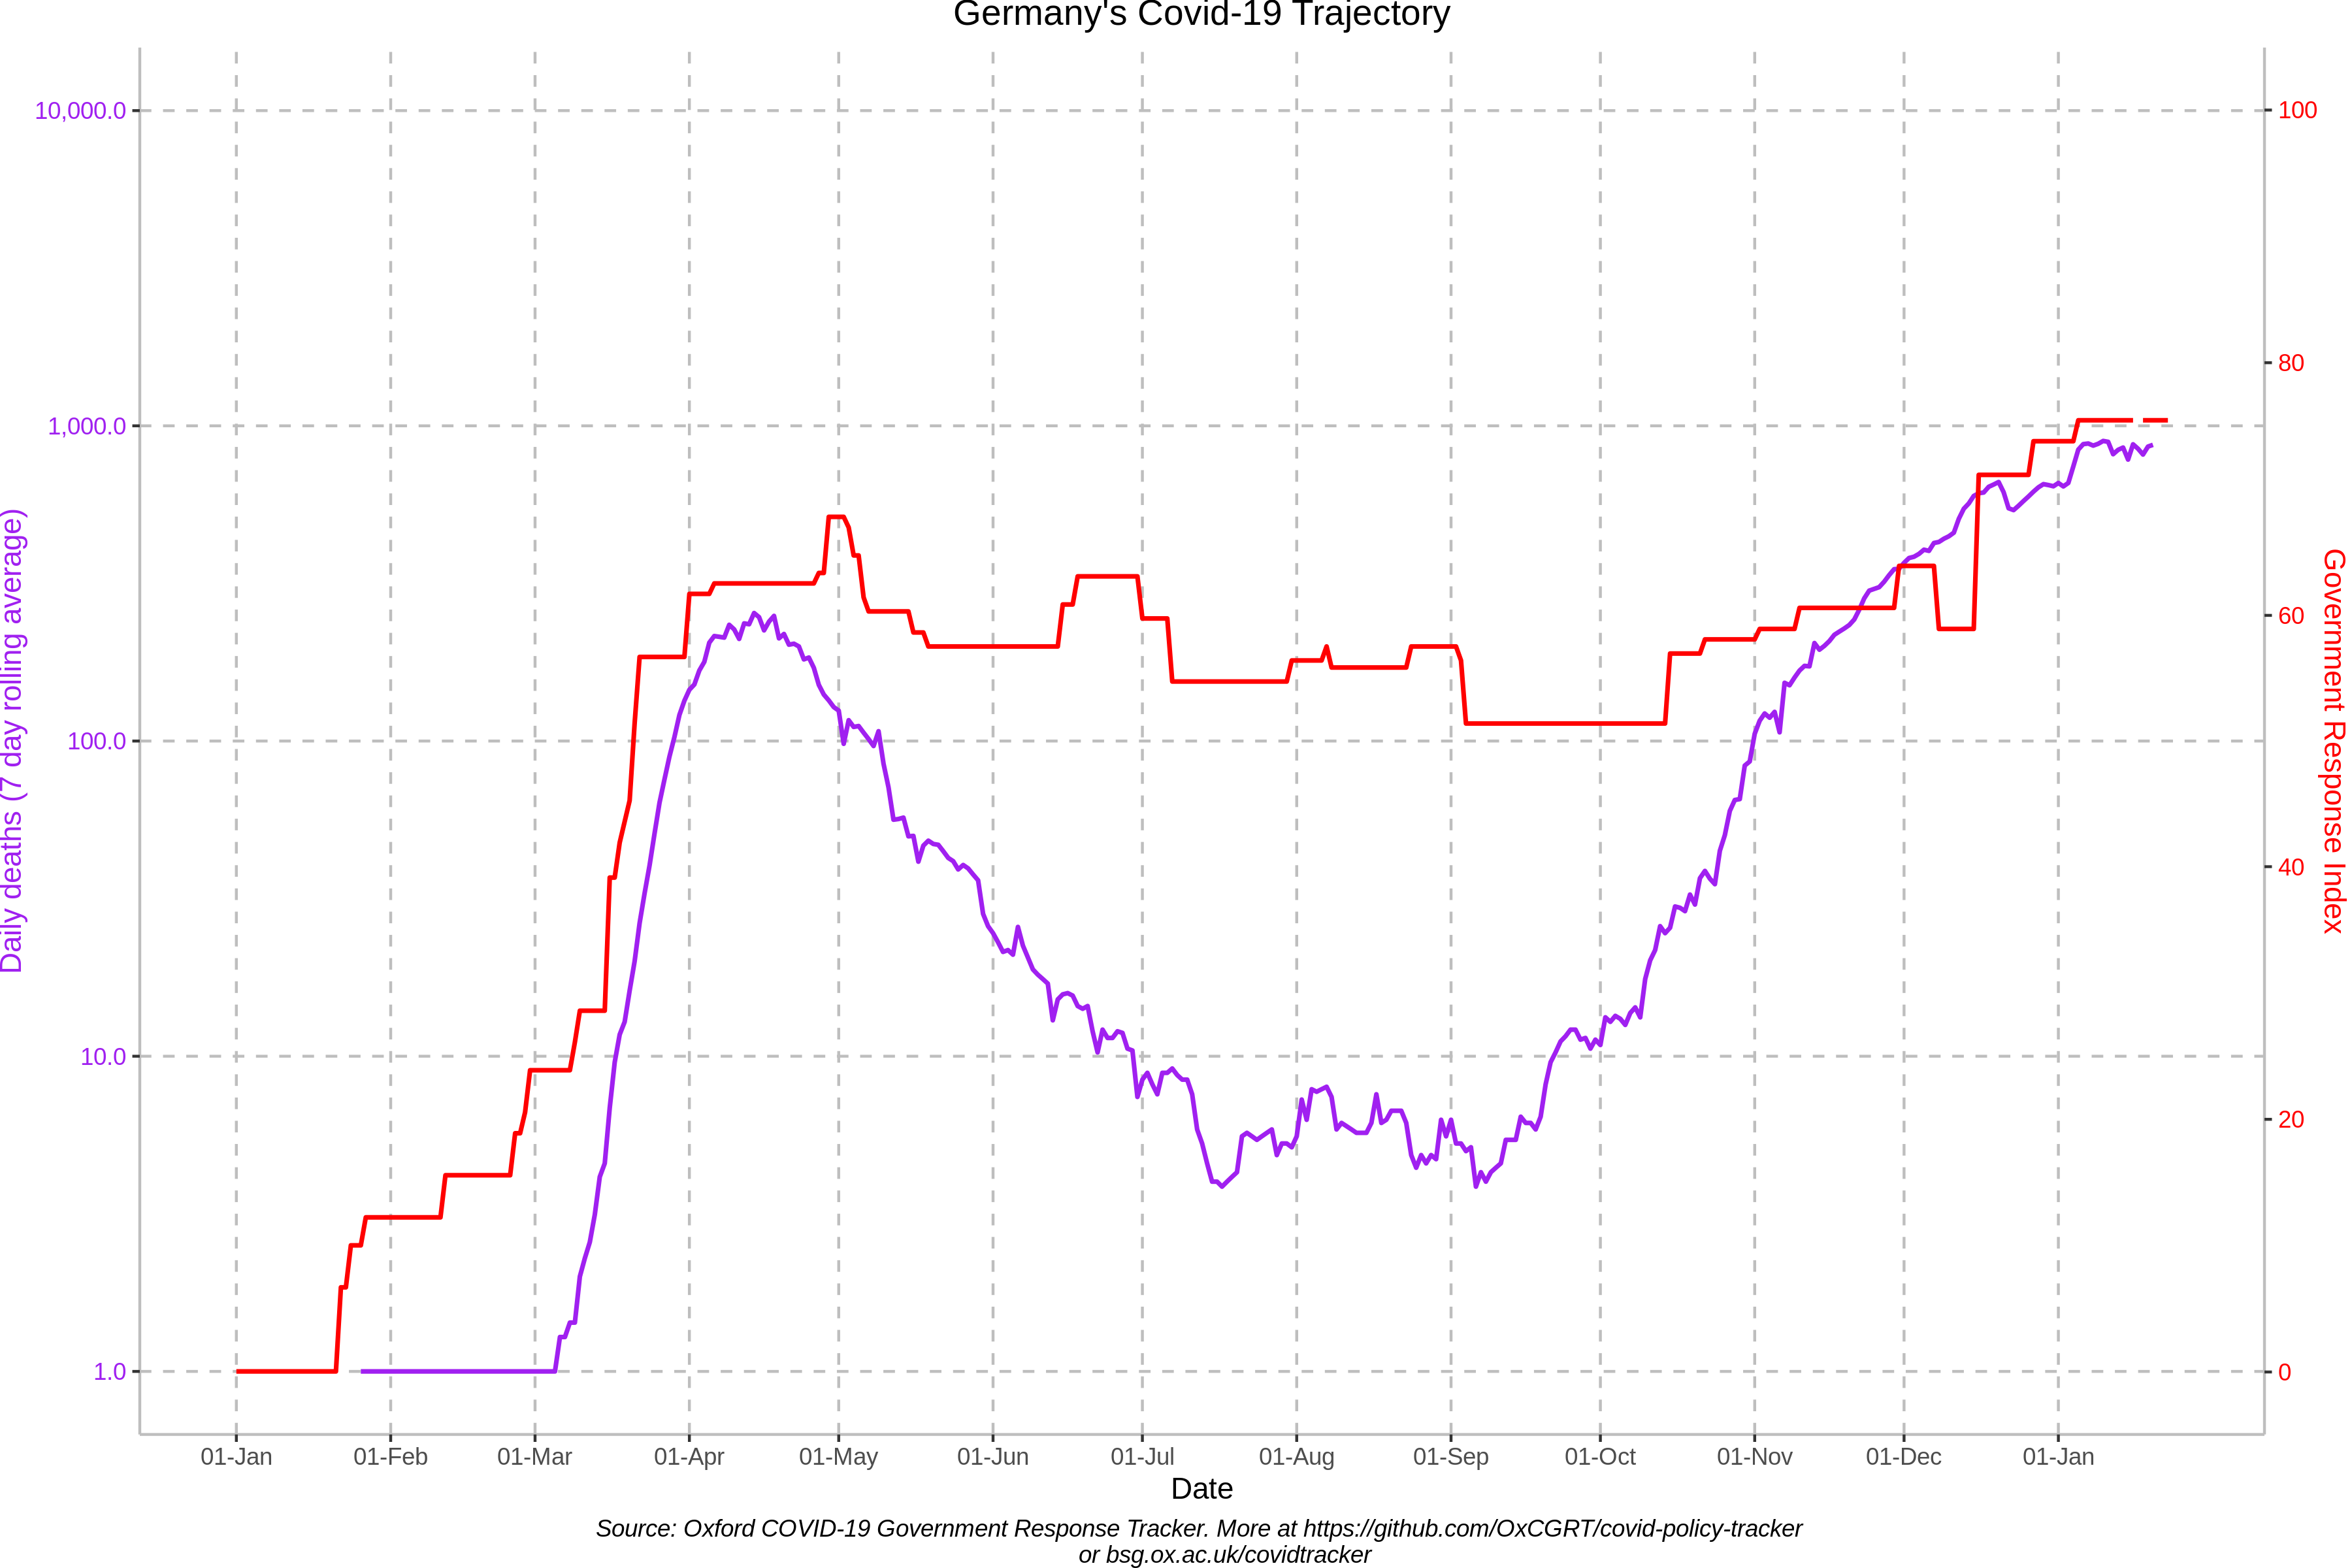 Germany's Covid-19 Trajectory
10,000.0
1,000.0
100.0
10.0
1.0
Daily deaths (7 day rolling average)
100
80
60
40
20
0
Government Response Index
01-Jan 01-Feb 01-Mar 01-Apr 01-May 01-Jun 01-Jul 01-Aug 01-Sep 01-Oct 01-Nov 01-Dec 01-Jan
Date
Source: Oxford COVID-19 Government Response Tracker. More at https://github.com/OxCGRT/covid-policy-tracker
or bsg.ox.ac.uk/covidtracker